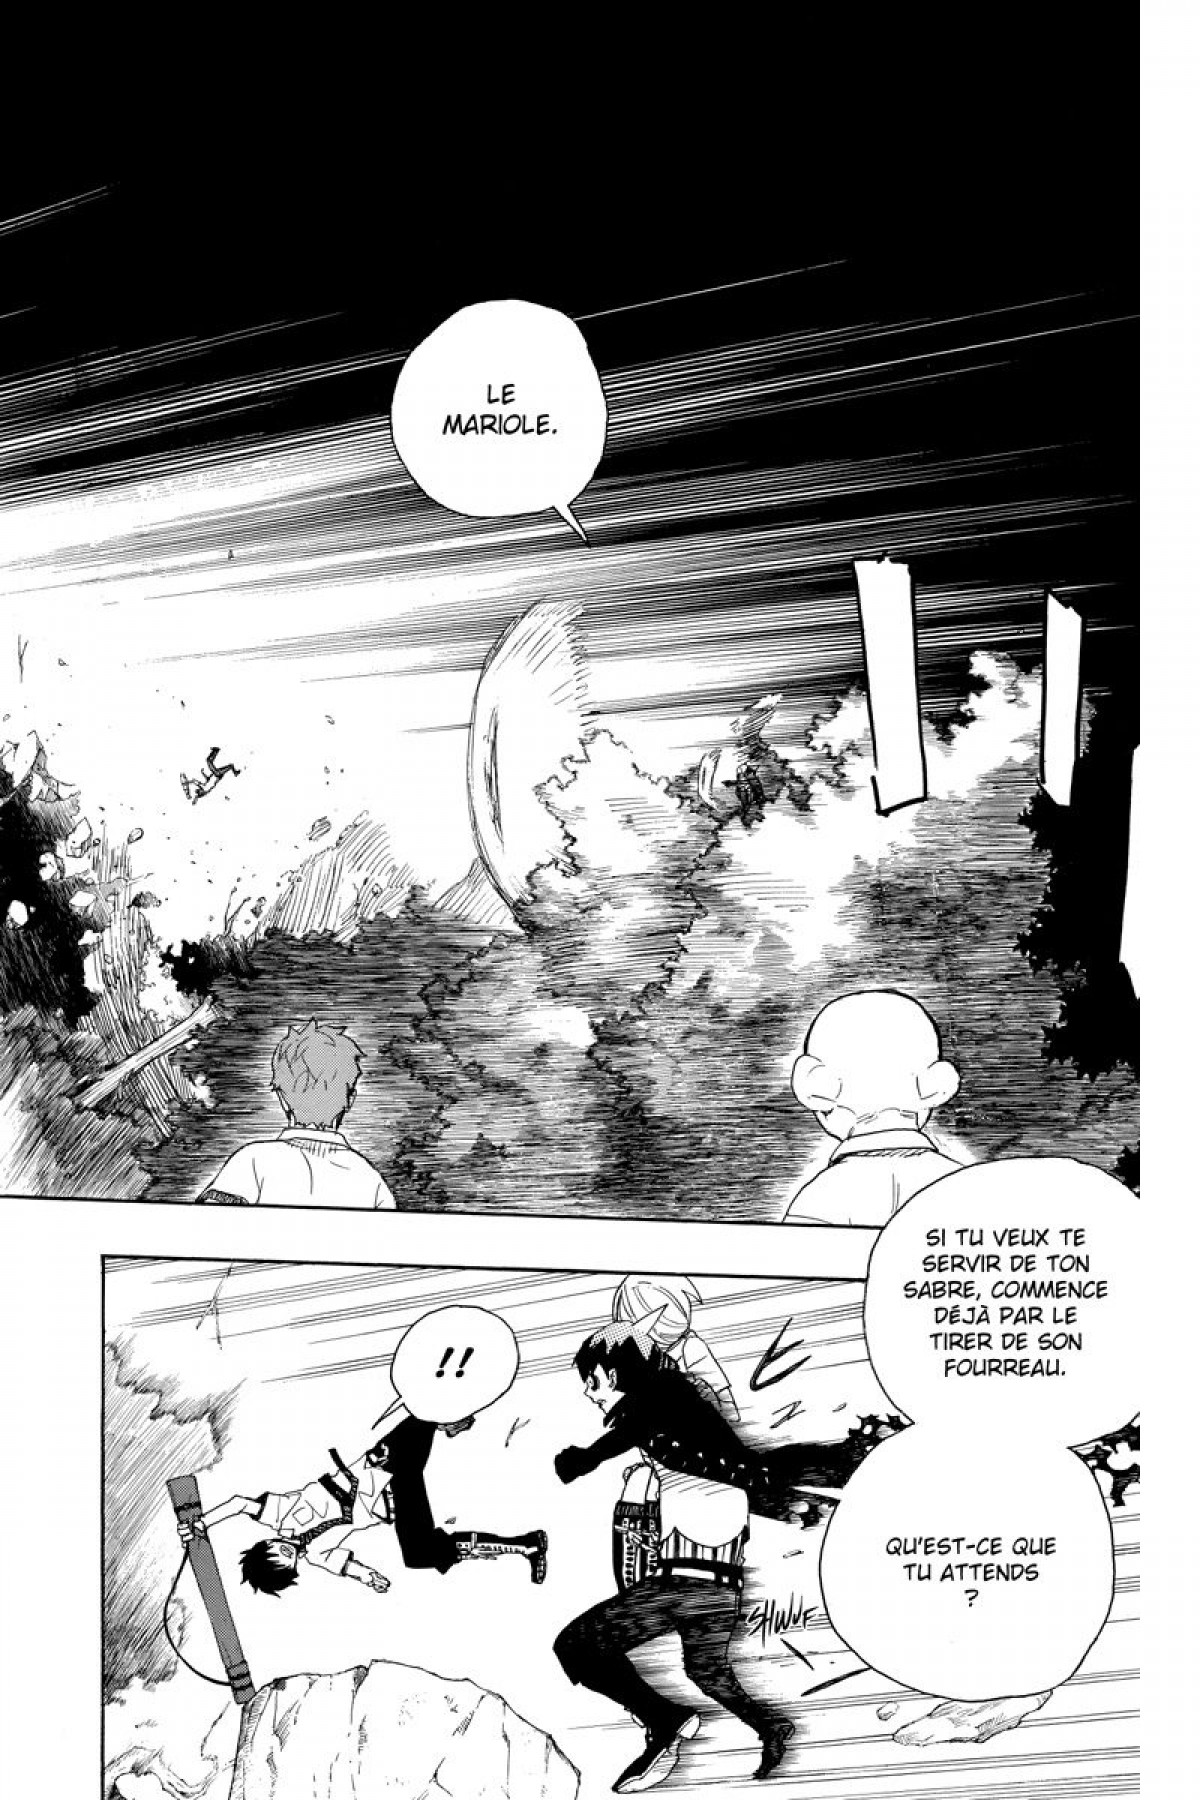 LE
MARIOLE.
SI TU VEUX TE
SERVIR DE TON
SABRE, COMMENCE
DÉJÀ PAR LE
TIRER DE SON
FOURREAU.
!!
QU'EST-CE QUE
TU ATTENDS
?
SHWUF